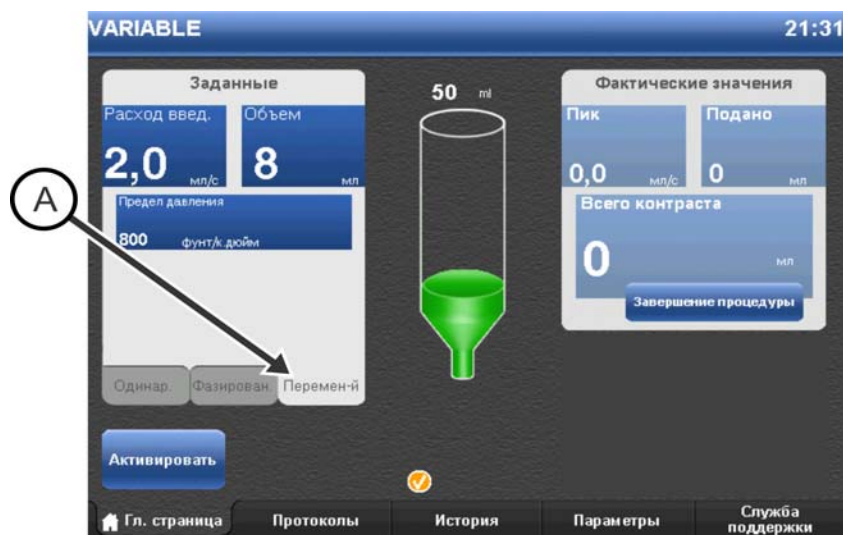 VARIABLE
21:31
Заданные
Расход введ.
Объем
2,0 мл/с
8 мл
Предел давления
800 фунт/к.дюйм
Одинар.
Фазирован.
Перемен-й
Активировать
A
50 ml
Фактические значения
Пик
Подано
0,0 мл/с
0 мл
Всего контраста
0 мл
Завершение процедуры
Гл. страница
Протоколы
История
Параметры
Служба
поддержки